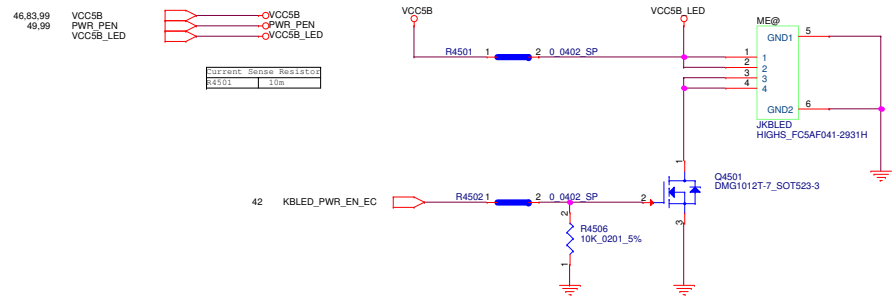 46,83,99 VCC5B VCC5B
49,99 PWR_PEN PWR_PEN
VCC5B_LED VCC5B_LED
Current Sense Resistor
R4501 10m
VCC5B
VCC5B_LED
R4501 1 2 0_0402_SP
ME@
GND1 5
1 1
2 2
3 3
4 4
GND2 6
JKBLED
HIGHS_FC5AF041-2931H
1
Q4501
DMG1012T-7_SOT523-3
42 KBLED_PWR_EN_EC
R4502 1 2 0_0402_SP
2
3
2
R4506
10K_0201_5%
1